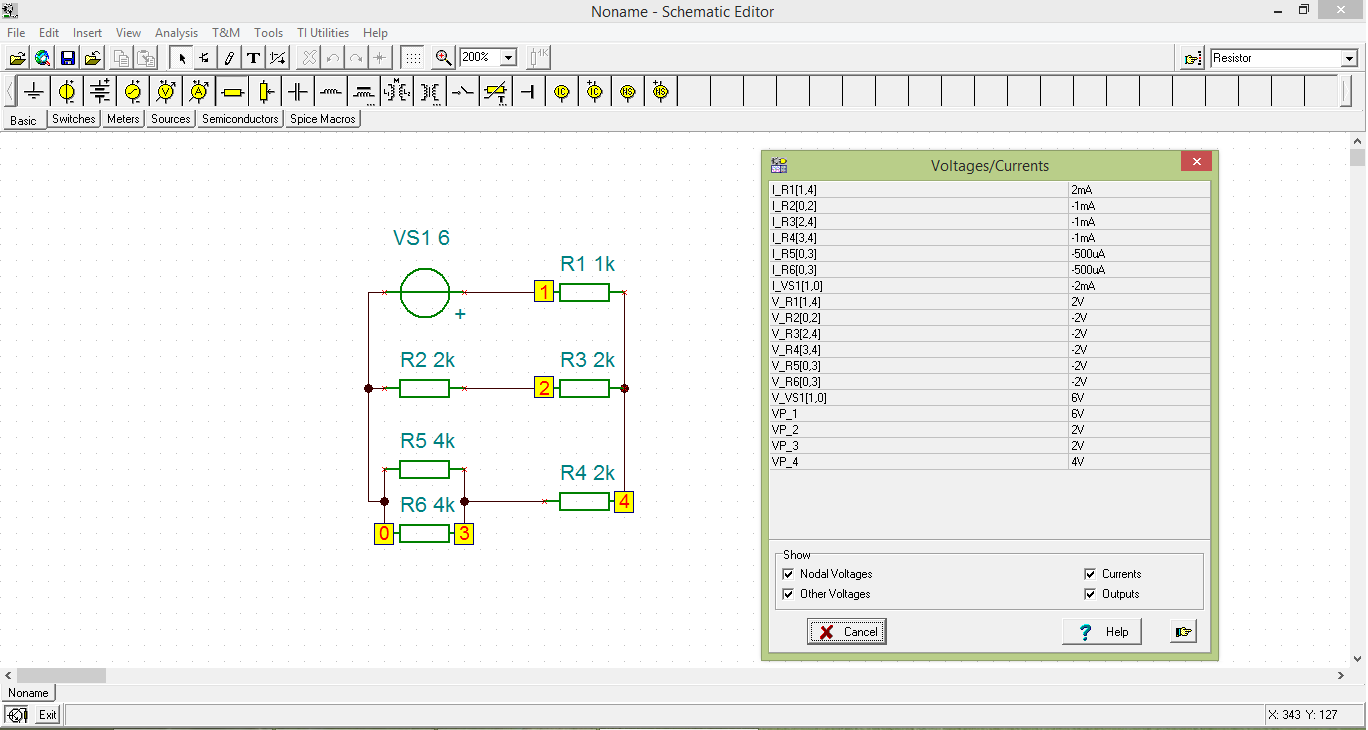 Noname - Schematic Editor
File Edit Insert View Analysis T&M Tools TI Utilities Help
T 200% 1K Resistor
V A M IC IC NS NS
Basic Switches Meters Sources Semiconductors Spice Macros
VS1 6
+
R1 1k
1
R2 2k
R3 2k
2
R5 4k
R4 2k
4
R6 4k
0
3
Voltages/Currents
I_R1[1,4] 2mA
I_R2[0,2] -1mA
I_R3[2,4] -1mA
I_R4[3,4] -1mA
I_R5[0,3] -500uA
I_R6[0,3] -500uA
I_VS1[1,0] -2mA
V_R1[1,4] 2V
V_R2[0,2] -2V
V_R3[2,4] -2V
V_R4[3,4] -2V
V_R5[0,3] -2V
V_R6[0,3] -2V
V_VS1[1,0] 6V
VP_1 6V
VP_2 2V
VP_3 2V
VP_4 4V
Show
Nodal Voltages Currents
Other Voltages Outputs
Cancel ? Help
Noname
Exit X: 343 Y: 127